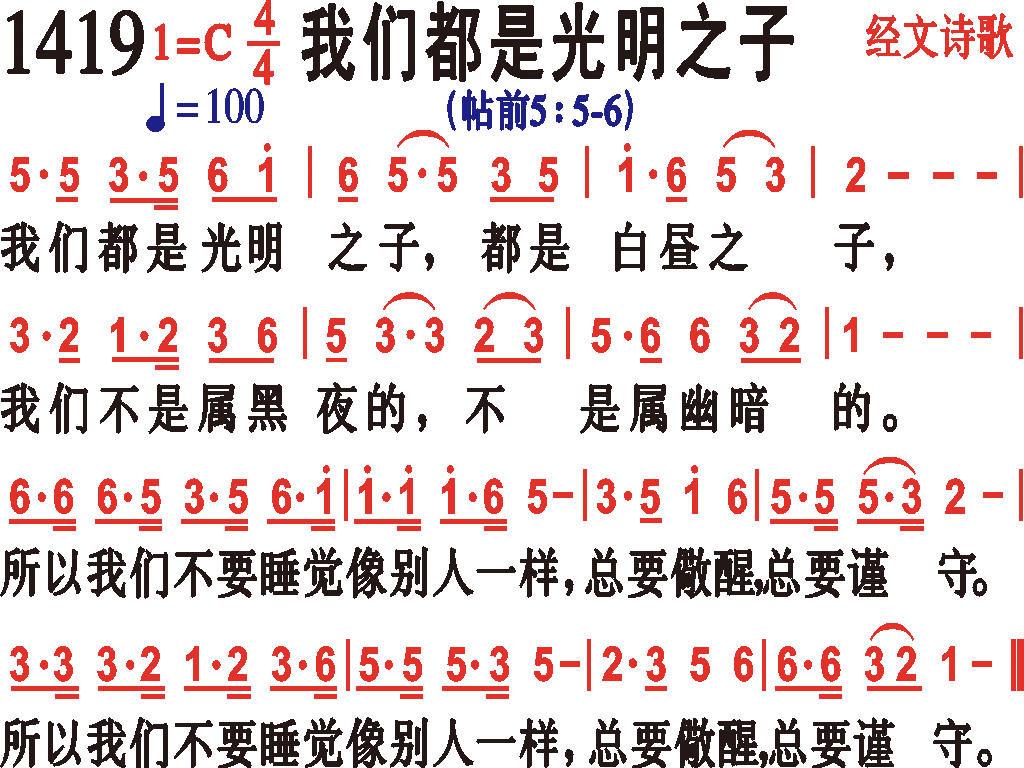 1419 1=C 4/4 我们都是光明之子 经文诗歌
♩=100 (帖前5:5-6)
5·5 3·5 6 i | 6 5·5 3 5 | i·6 5 3 | 2 - - - |
我们都是光明 之子,都是 白昼之 子,
3·2 1·2 3 6 | 5 3·3 2 3 | 5·6 6 3 2 | 1 - - - |
我们不是属黑 夜的,不 是属幽暗 的。
6·6 6·5 3·5 6·i | i·i i·6 5- | 3·5 i 6 | 5·5 5·3 2- |
所以我们不要睡觉像别人一样,总要儆醒,总要谨 守。
3·3 3·2 1·2 3·6 | 5·5 5·3 5- | 2·3 5 6 | 6·6 3 2 1- ‖
所以我们不要睡觉像别人一样,总要儆醒,总要谨 守。